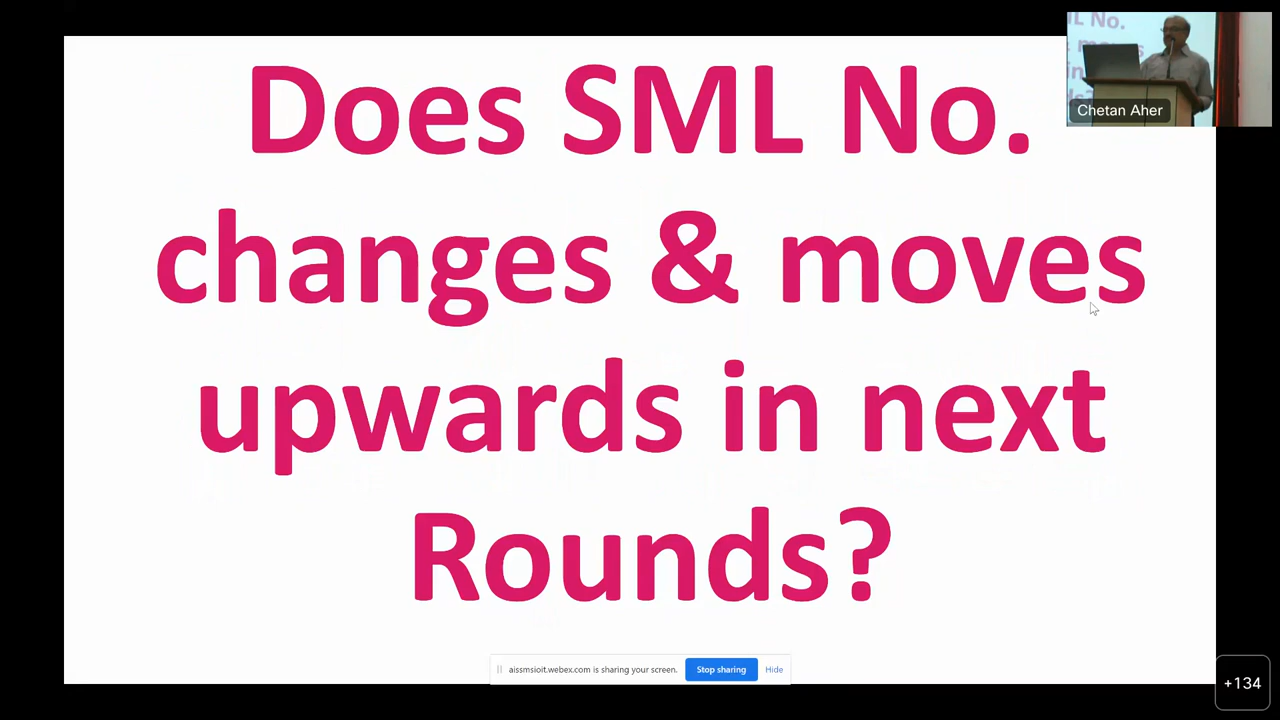 Does SML No.
changes & moves
upwards in next
Rounds?
Chetan Aher
aissmsioit.webex.com is sharing your screen.
Stop sharing
Hide
+134